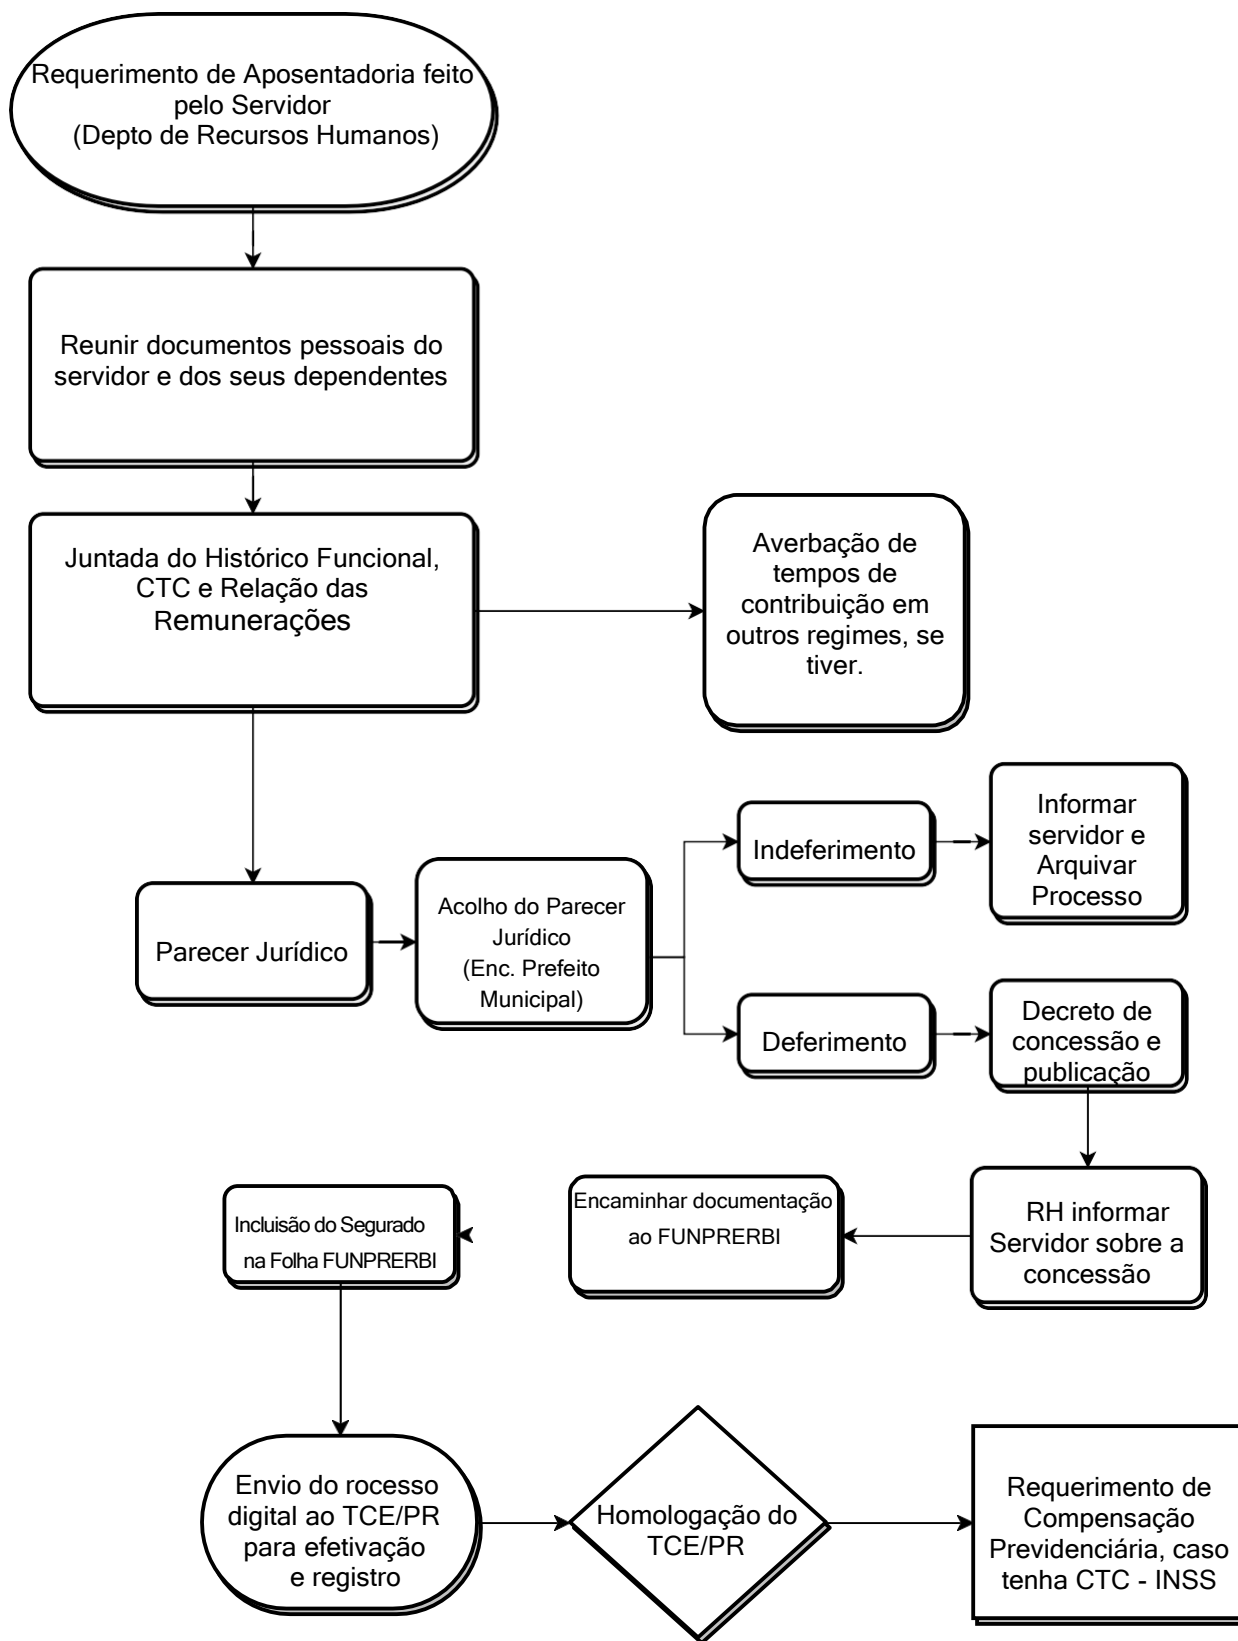 Requerimento de Aposentadoria feito
pelo Servidor
(Depto de Recursos Humanos)
Reunir documentos pessoais do
servidor e dos seus dependentes
Juntada do Histórico Funcional,
CTC e Relação das
Remunerações
Averbação de
tempos de
contribuição em
outros regimes, se
tiver.
Parecer Jurídico
Acolho do Parecer
Jurídico
(Enc. Prefeito
Municipal)
Indeferimento
Informar
servidor e
Arquivar
Processo
Deferimento
Decreto de
concessão e
publicação
RH informar
Servidor sobre a
concessão
Encaminhar documentação
ao FUNPRERBI
Incluisão do Segurado
na Folha FUNPRERBI
Envio do rocesso
digital ao TCE/PR
para efetivação
e registro
Homologação do
TCE/PR
Requerimento de
Compensação
Previdenciária, caso
tenha CTC - INSS